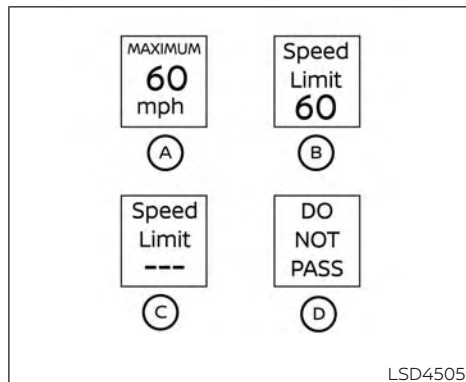 MAXIMUM
60
mph
A
Speed
Limit
60
B
Speed
Limit
---
C
DO
NOT
PASS
D
LSD4505